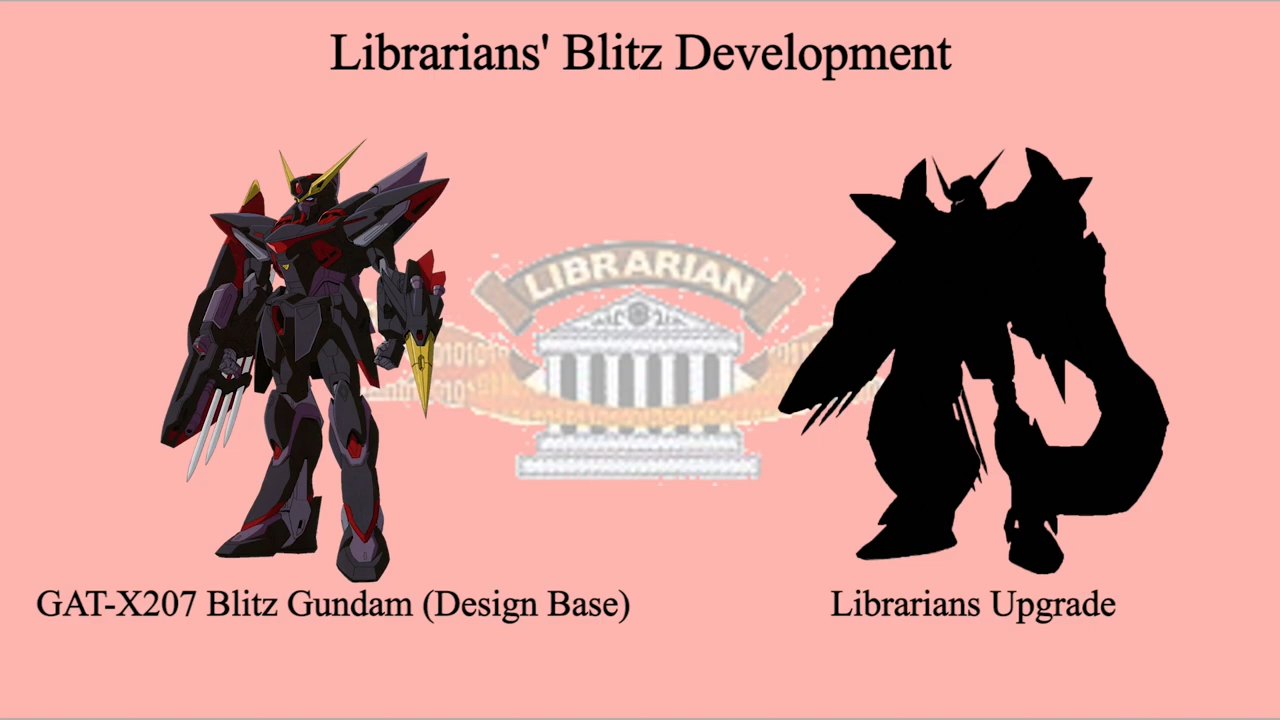 Librarians' Blitz Development
LIBRARIAN
GAT-X207 Blitz Gundam (Design Base)
Librarians Upgrade